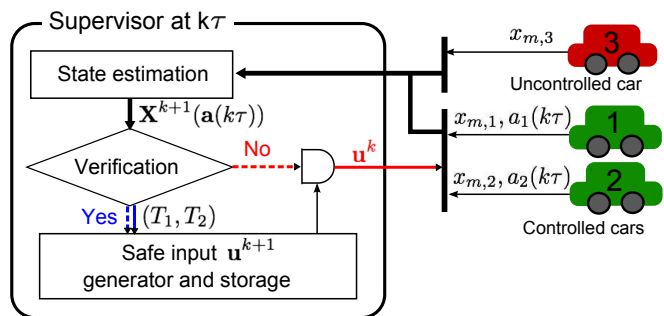 Supervisor at kτ
State estimation
X^{k+1}(a(kτ))
Verification
No
u^k
Yes
(T_1, T_2)
Safe input u^{k+1}
generator and storage
x_{m,3}
3
Uncontrolled car
x_{m,1}, a_1(kτ)
1
x_{m,2}, a_2(kτ)
2
Controlled cars